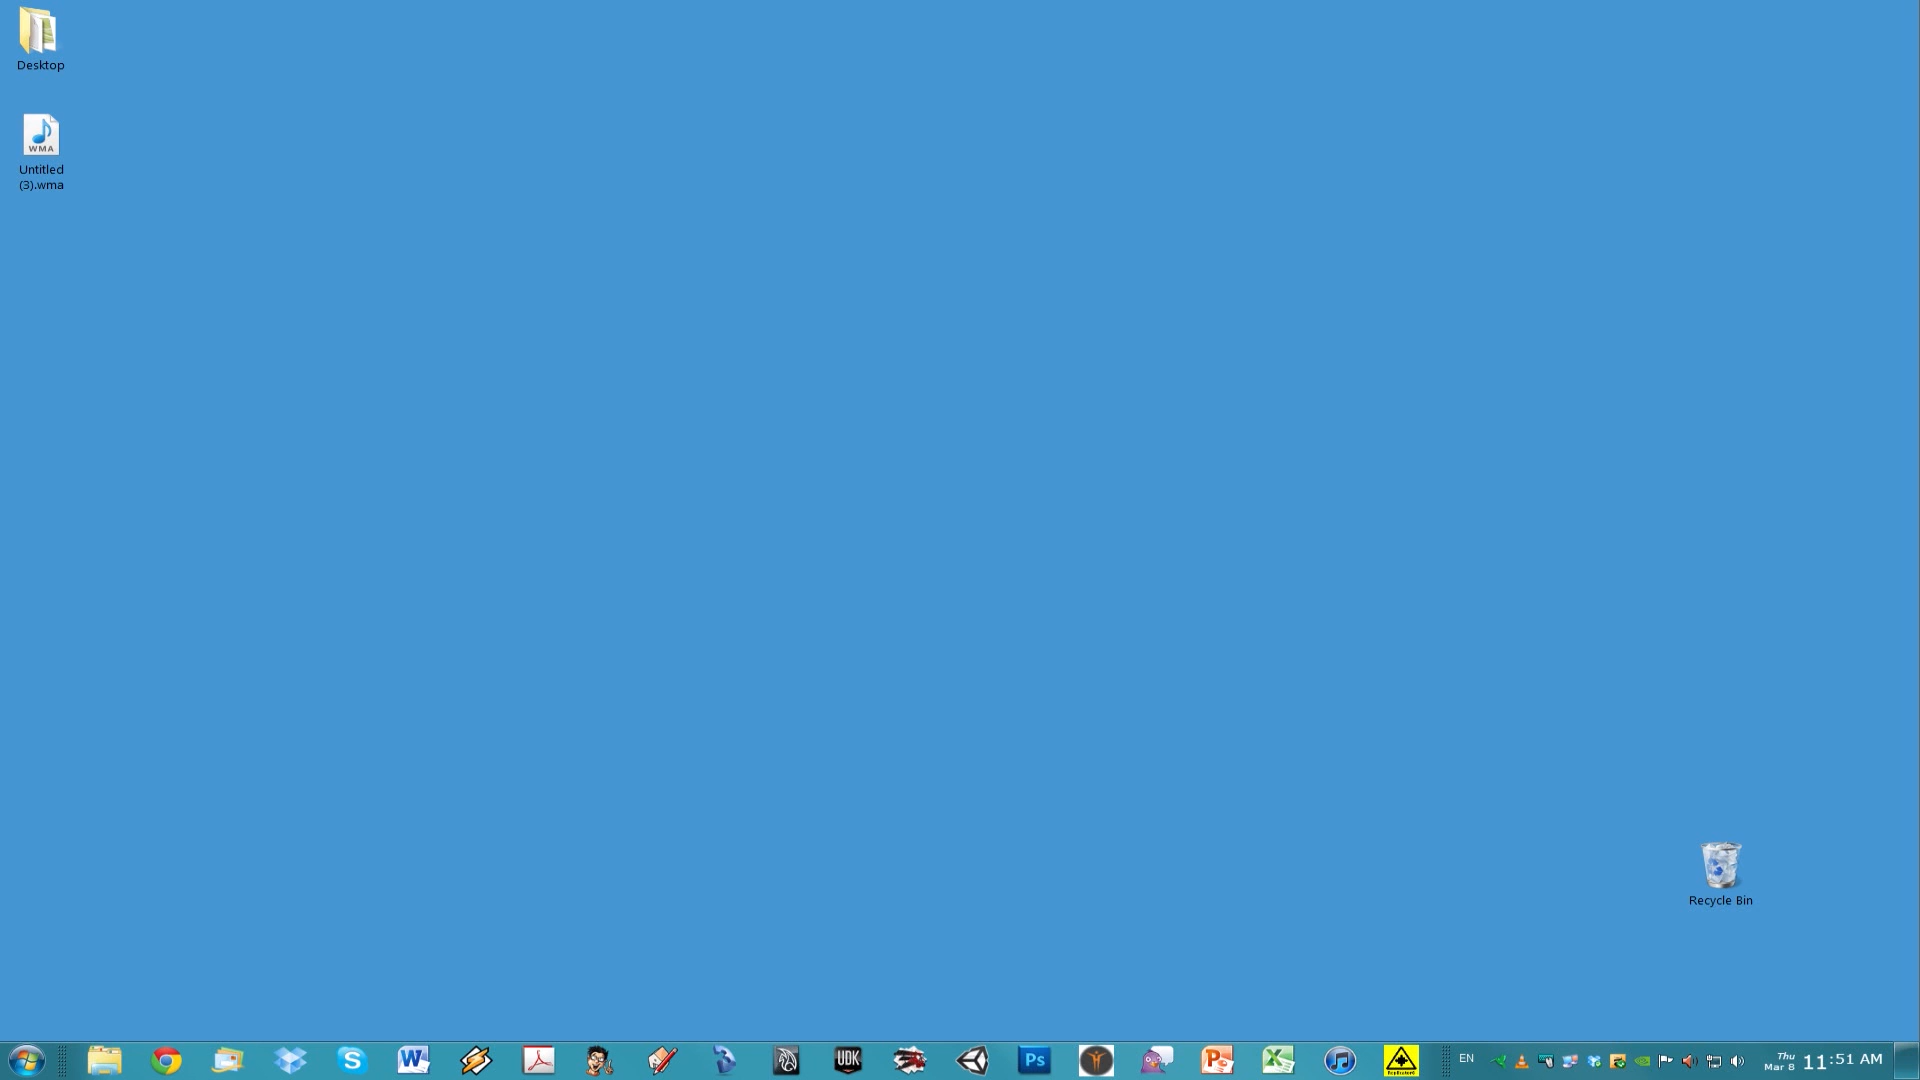 Desktop
WMA
Untitled
(3).wma
Recycle Bin
S
W
UDK
Ps
P
X
EN
Thu
Mar 8
11:51 AM